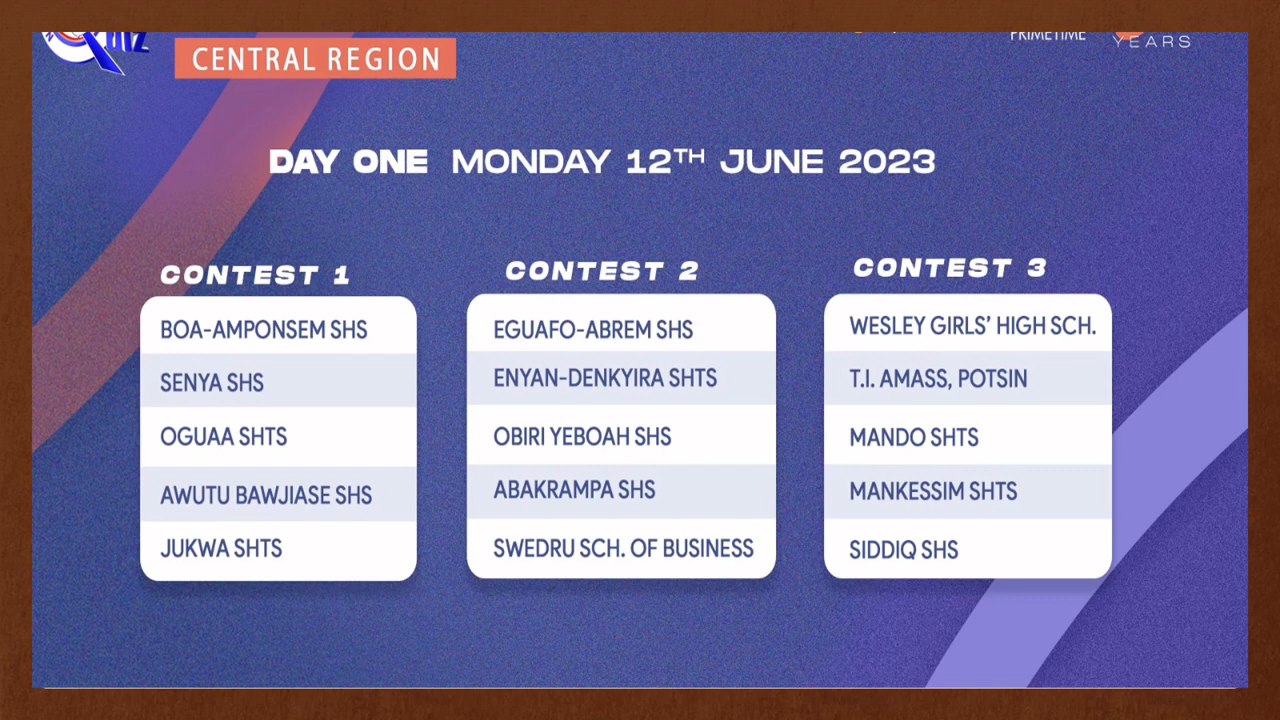 QUIZ
CENTRAL REGION
PRIMETIME
YEARS
DAY ONE MONDAY 12TH JUNE 2023
CONTEST 1
BOA-AMPONSEM SHS
SENYA SHS
OGUAA SHTS
AWUTU BAWJIASE SHS
JUKWA SHTS
CONTEST 2
EGUAFO-ABREM SHS
ENYAN-DENKYIRA SHTS
OBIRI YEBOAH SHS
ABAKRAMPA SHS
SWEDRU SCH. OF BUSINESS
CONTEST 3
WESLEY GIRLS' HIGH SCH.
T.I. AMASS, POTSIN
MANDO SHTS
MANKESSIM SHTS
SIDDIQ SHS